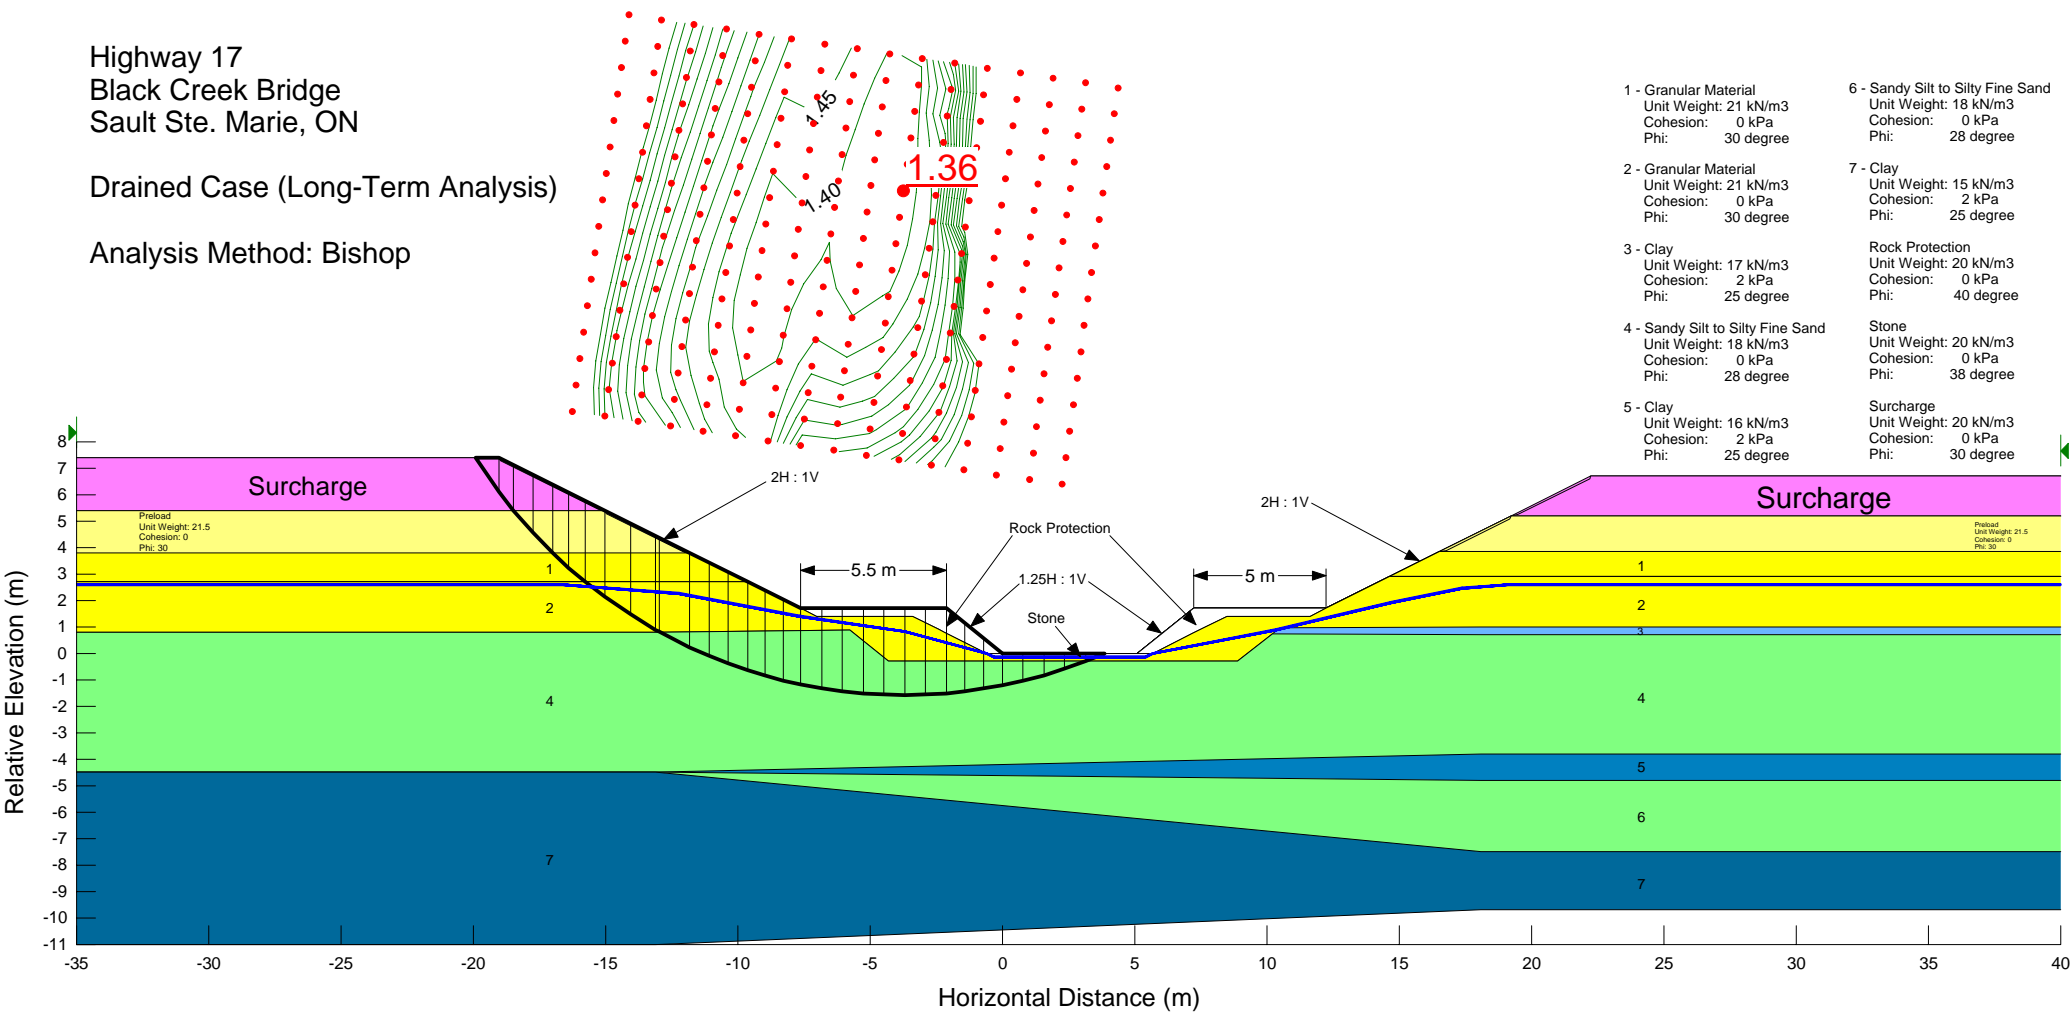 Highway 17
Black Creek Bridge
Sault Ste. Marie, ON
Drained Case (Long-Term Analysis)
Analysis Method: Bishop
1.45
1.36
1.40
1 - Granular Material
Unit Weight: 21 kN/m3
Cohesion: 0 kPa
Phi: 30 degree
2 - Granular Material
Unit Weight: 21 kN/m3
Cohesion: 0 kPa
Phi: 30 degree
3 - Clay
Unit Weight: 17 kN/m3
Cohesion: 2 kPa
Phi: 25 degree
4 - Sandy Silt to Silty Fine Sand
Unit Weight: 18 kN/m3
Cohesion: 0 kPa
Phi: 28 degree
5 - Clay
Unit Weight: 16 kN/m3
Cohesion: 2 kPa
Phi: 25 degree
6 - Sandy Silt to Silty Fine Sand
Unit Weight: 18 kN/m3
Cohesion: 0 kPa
Phi: 28 degree
7 - Clay
Unit Weight: 15 kN/m3
Cohesion: 2 kPa
Phi: 25 degree
Rock Protection
Unit Weight: 20 kN/m3
Cohesion: 0 kPa
Phi: 40 degree
Stone
Unit Weight: 20 kN/m3
Cohesion: 0 kPa
Phi: 38 degree
Surcharge
Unit Weight: 20 kN/m3
Cohesion: 0 kPa
Phi: 30 degree
Surcharge
Preload
Unit Weight: 21.5
Cohesion: 0
Phi: 30
2H : 1V
Rock Protection
5.5 m
1.25H : 1V
Stone
5 m
2H : 1V
Surcharge
Preload
Unit Weight: 21.5
Cohesion: 0
Phi: 30
1
2
4
7
1
2
3
4
5
6
7
Relative Elevation (m)
8
7
6
5
4
3
2
1
0
-1
-2
-3
-4
-5
-6
-7
-8
-9
-10
-11
-35 -30 -25 -20 -15 -10 -5 0 5 10 15 20 25 30 35 40
Horizontal Distance (m)